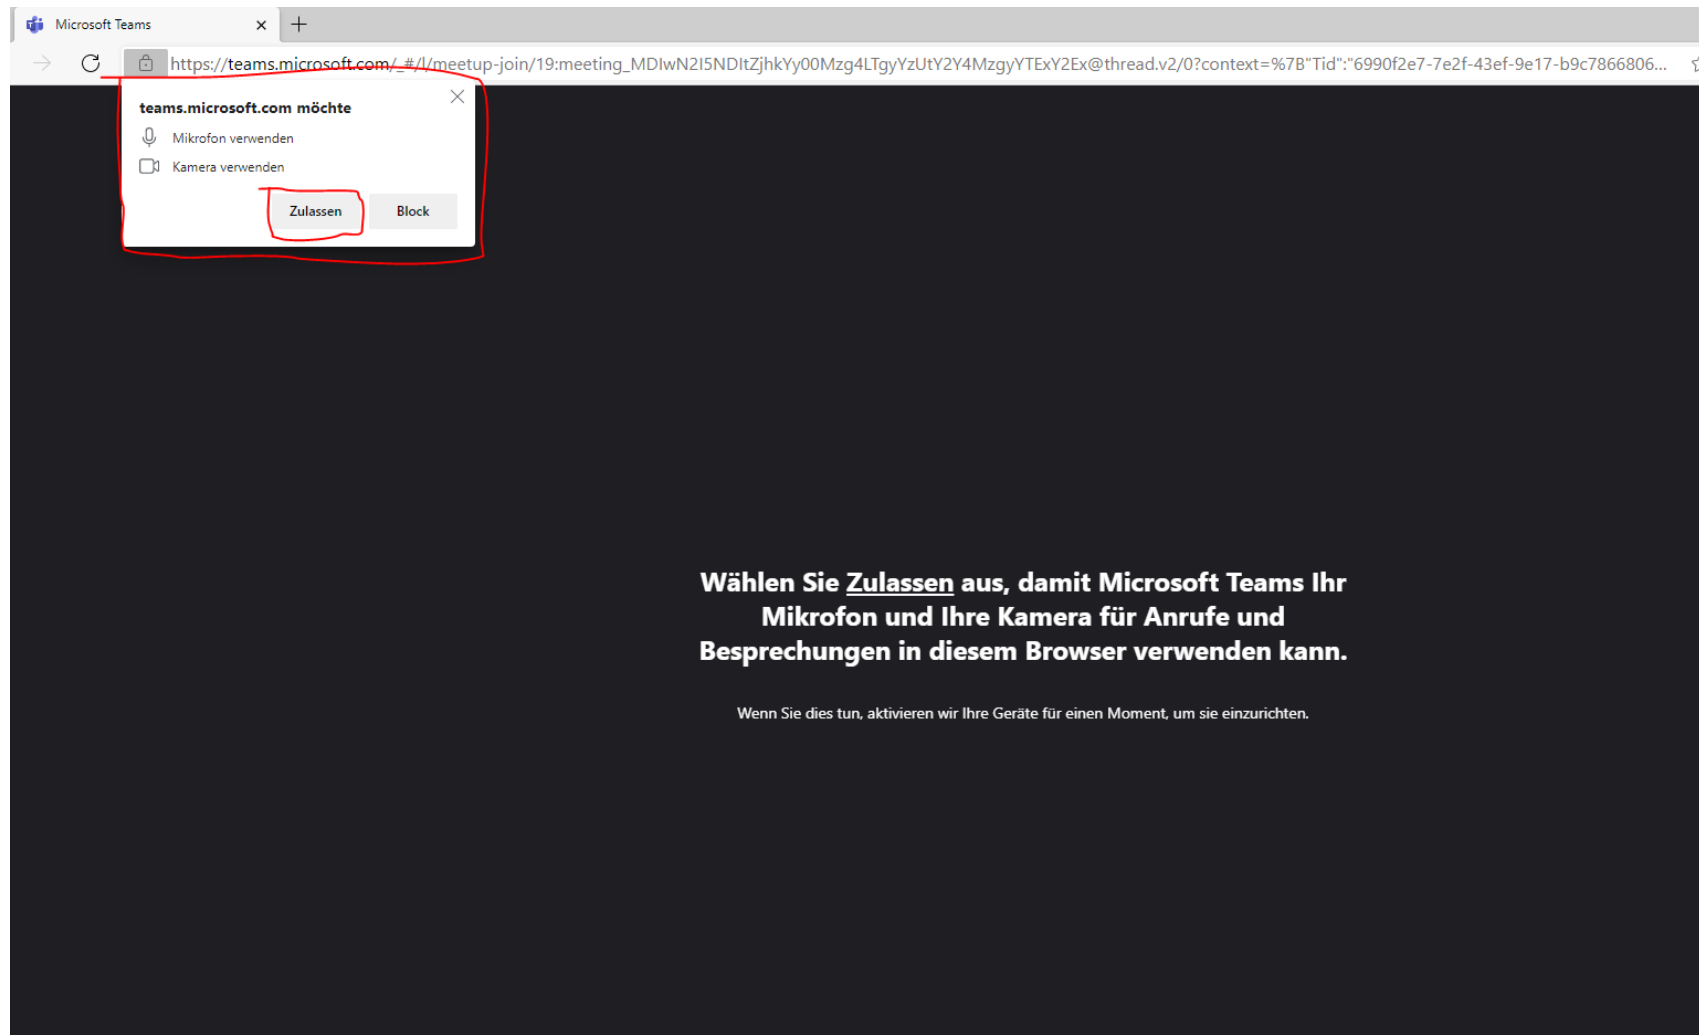 Microsoft Teams
https://teams.microsoft.com/_#/l/meetup-join/19:meeting_MDIwN2I5NDItZjhkYy00Mzg4LTgyYzUtY2Y4MzgyYTExY2Ex@thread.v2/0?context=%7B"Tid":"6990f2e7-7e2f-43ef-9e17-b9c7866806...
teams.microsoft.com möchte
Mikrofon verwenden
Kamera verwenden
Zulassen Block
Wählen Sie Zulassen aus, damit Microsoft Teams Ihr
Mikrofon und Ihre Kamera für Anrufe und
Besprechungen in diesem Browser verwenden kann.
Wenn Sie dies tun, aktivieren wir Ihre Geräte für einen Moment, um sie einzurichten.